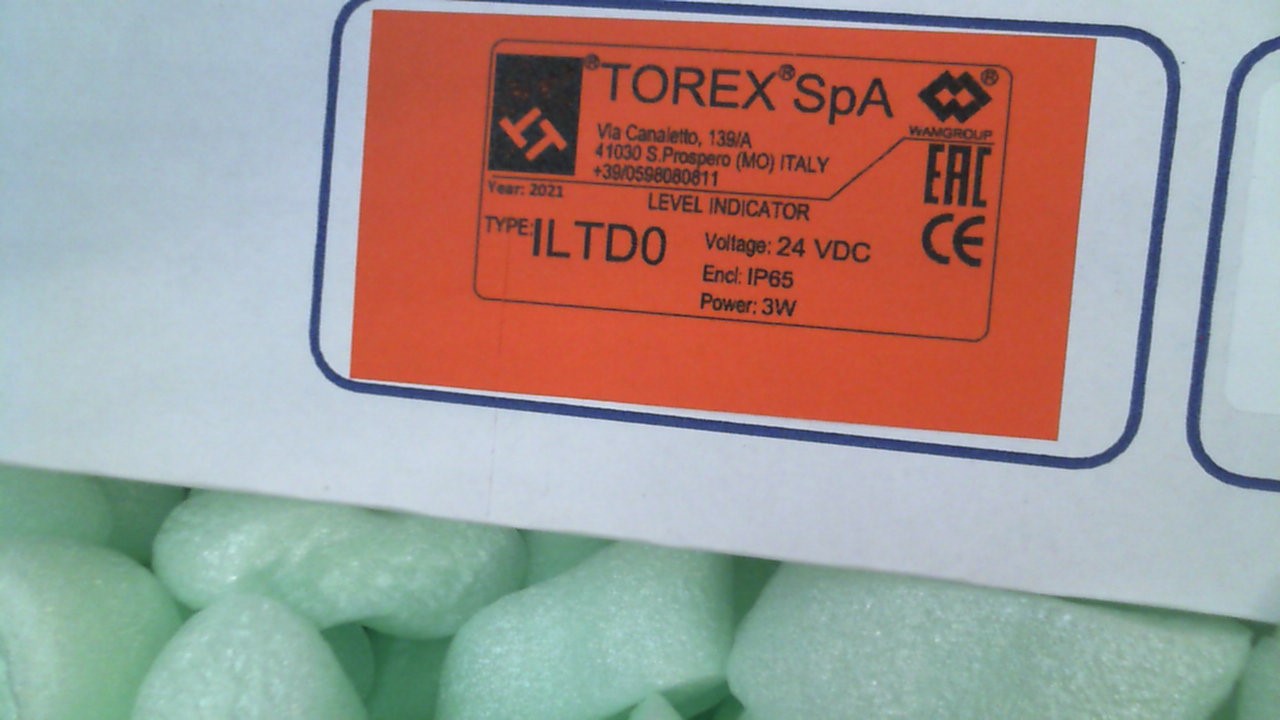 ®TOREX®SpA
®
WAMGROUP
Via Canaletto, 139/A
41030 S.Prospero (MO) ITALY
+39/0598080811
EAC
Year: 2021
LEVEL INDICATOR
CE
TYPE:ILTD0
Voltage: 24 VDC
Encl: IP65
Power: 3W